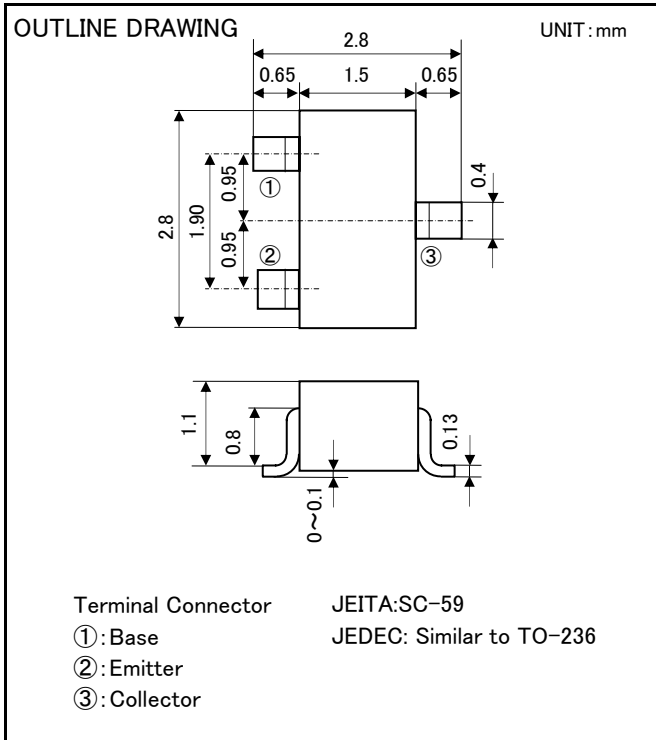 OUTLINE DRAWING
UNIT:mm
2.8
0.65
1.5
0.65
2.8
1.90
0.95
0.95
①
②
③
0.4
1.1
0.8
0~0.1
0.13
Terminal Connector
①:Base
②:Emitter
③:Collector
JEITA:SC-59
JEDEC: Similar to TO-236